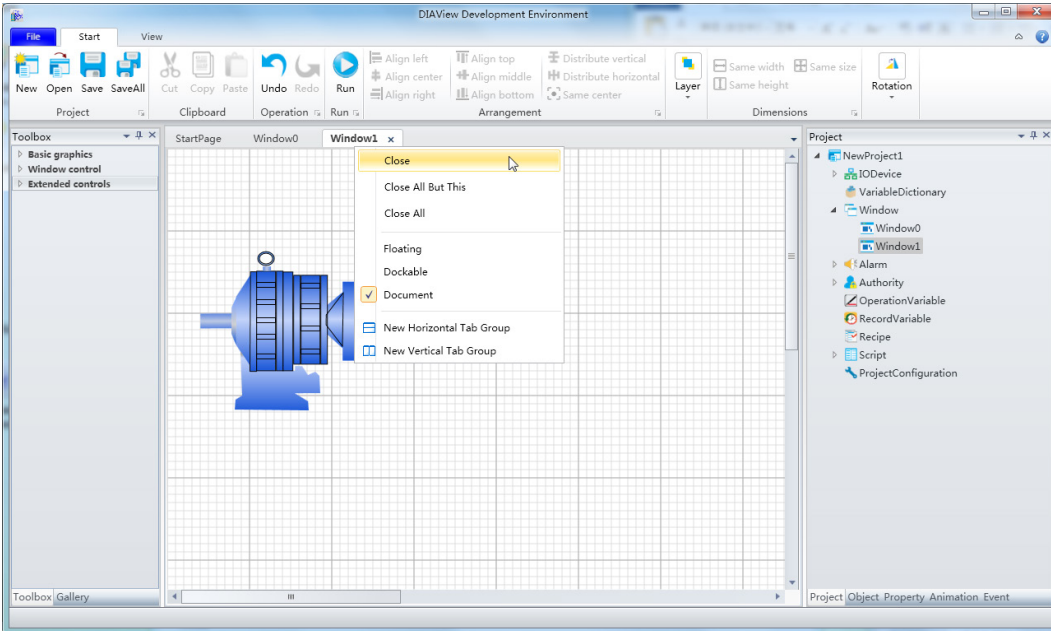 DIAView Development Environment
File Start View
New Open Save SaveAll
Project
Cut Copy Paste
Clipboard
Undo Redo
Operation
Run
Run
Align left
Align center
Align right
Align top
Align middle
Align bottom
Distribute vertical
Distribute horizontal
Same center
Arrangement
Layer
Same width
Same height
Same size
Dimensions
Rotation
Toolbox
Basic graphics
Window control
Extended controls
Toolbox Gallery
StartPage Window0 Window1 x
Close
Close All But This
Close All
Floating
Dockable
Document
New Horizontal Tab Group
New Vertical Tab Group
Project
NewProject1
IODevice
VariableDictionary
Window
Window0
Window1
Alarm
Authority
OperationVariable
RecordVariable
Recipe
Script
ProjectConfiguration
Project Object Property Animation Event